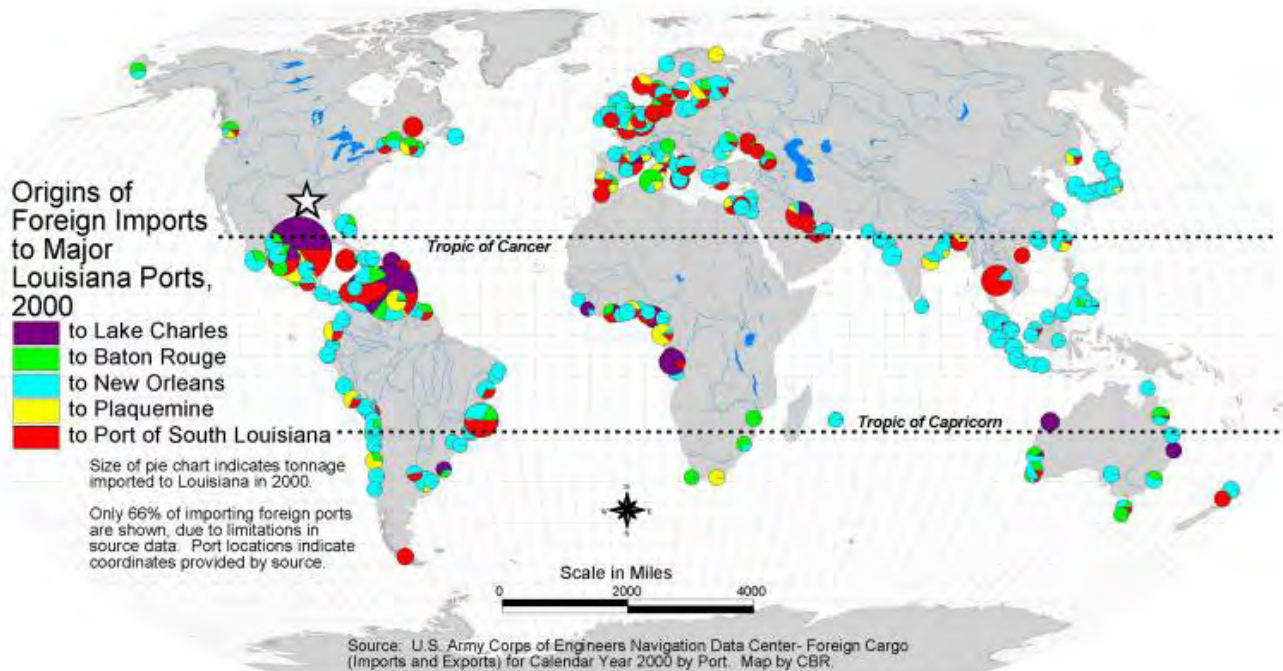 Origins of
Foreign Imports
to Major
Louisiana Ports,
2000
to Lake Charles
to Baton Rouge
to New Orleans
to Plaquemine
to Port of South Louisiana
Size of pie chart indicates tonnage
imported to Louisiana in 2000.
Only 66% of importing foreign ports
are shown, due to limitations in
source data. Port locations indicate
coordinates provided by source.
Tropic of Cancer
Tropic of Capricorn
N
W E
S
Scale in Miles
0 2000 4000
Source: U.S. Army Corps of Engineers Navigation Data Center- Foreign Cargo
(Imports and Exports) for Calendar Year 2000 by Port. Map by CBR.